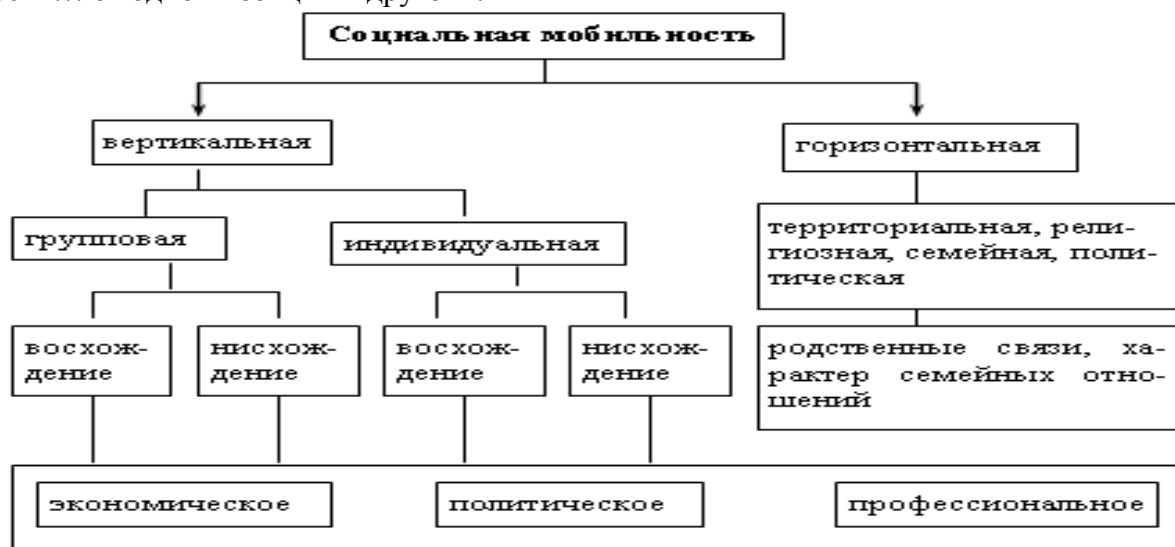 Социальная мобильность
вертикальная
горизонтальная
групповая
индивидуальная
территориальная, рели-
гиозная, семейная, поли-
тическая
восхож-
дение
нисхож-
дение
восхож-
дение
нисхож-
дение
родственные связи, ха-
рактер семейных отно-
шений
экономическое
политическое
профессиональное